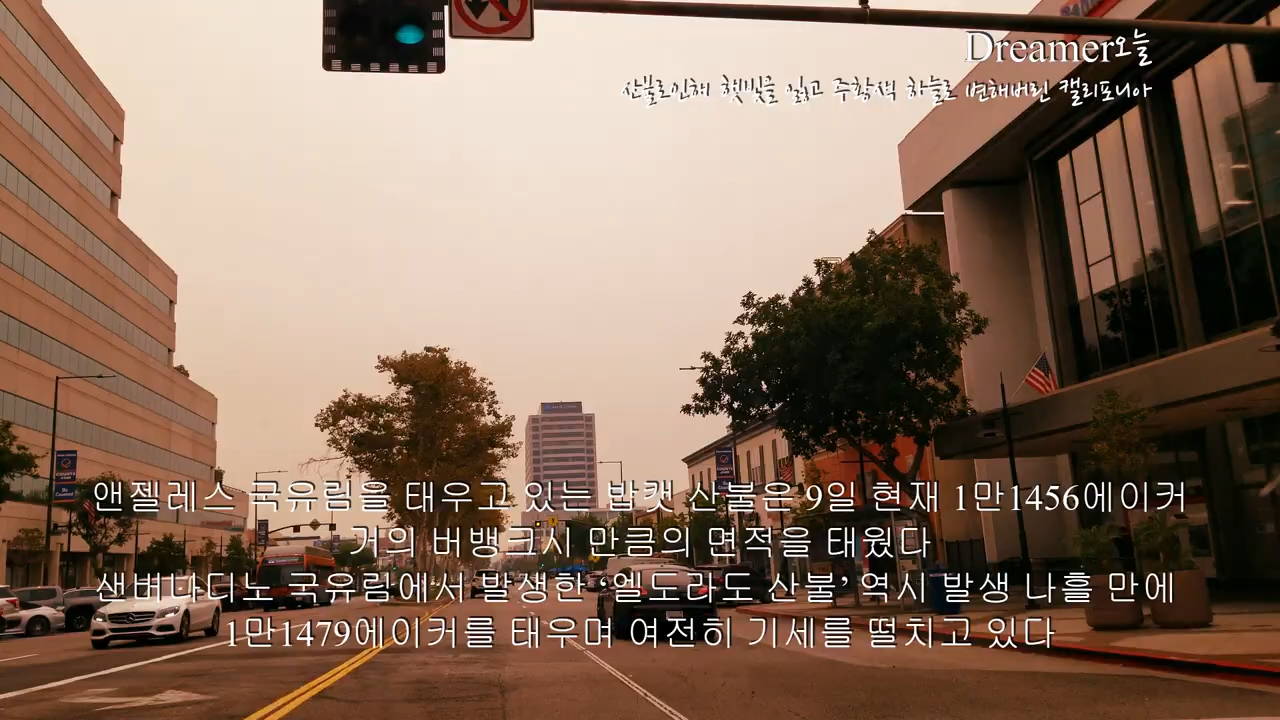 Dreamer오늘
산불로인해 햇빛을 잃고 주황색 하늘로 변해버린 캘리포니아
COUNTS
앤젤레스 국유림을 태우고 있는 밥캣 산불은 9일 현재 1만1456에이커
거의 버뱅크시 만큼의 면적을 태웠다
샌버나디노 국유림에서 발생한 ‘엘도라도 산불’ 역시 발생 나흘 만에
1만1479에이커를 태우며 여전히 기세를 떨치고 있다